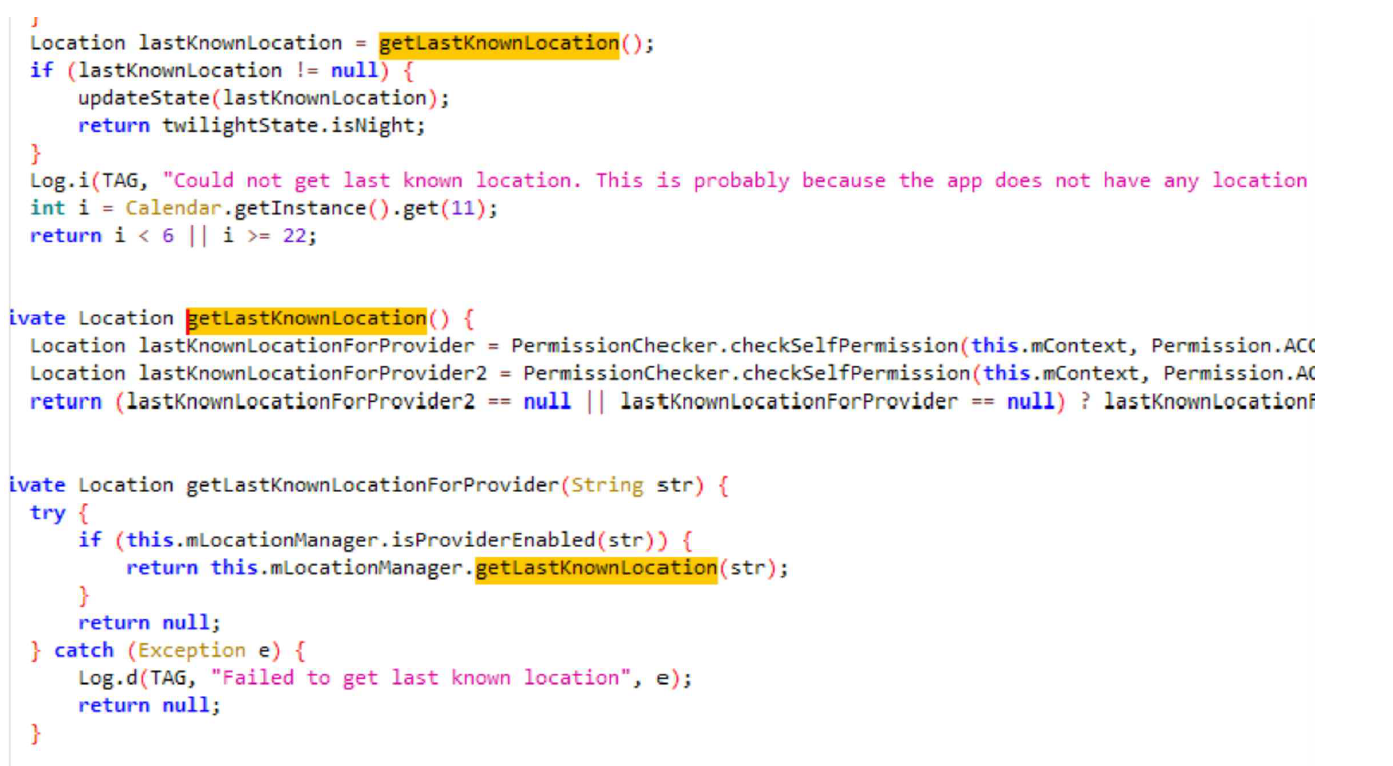 }
Location lastKnownLocation = getLastKnownLocation();
if (lastKnownLocation != null) {
updateState(lastKnownLocation);
return twilightState.isNight;
}
Log.i(TAG, "Could not get last known location. This is probably because the app does not have any location
int i = Calendar.getInstance().get(11);
return i < 6 || i >= 22;
ivate Location getLastKnownLocation() {
Location lastKnownLocationForProvider = PermissionChecker.checkSelfPermission(this.mContext, Permission.ACC
Location lastKnownLocationForProvider2 = PermissionChecker.checkSelfPermission(this.mContext, Permission.AC
return (lastKnownLocationForProvider2 == null || lastKnownLocationForProvider == null) ? lastKnownLocationF
ivate Location getLastKnownLocationForProvider(String str) {
try {
if (this.mLocationManager.isProviderEnabled(str)) {
return this.mLocationManager.getLastKnownLocation(str);
}
return null;
} catch (Exception e) {
Log.d(TAG, "Failed to get last known location", e);
return null;
}